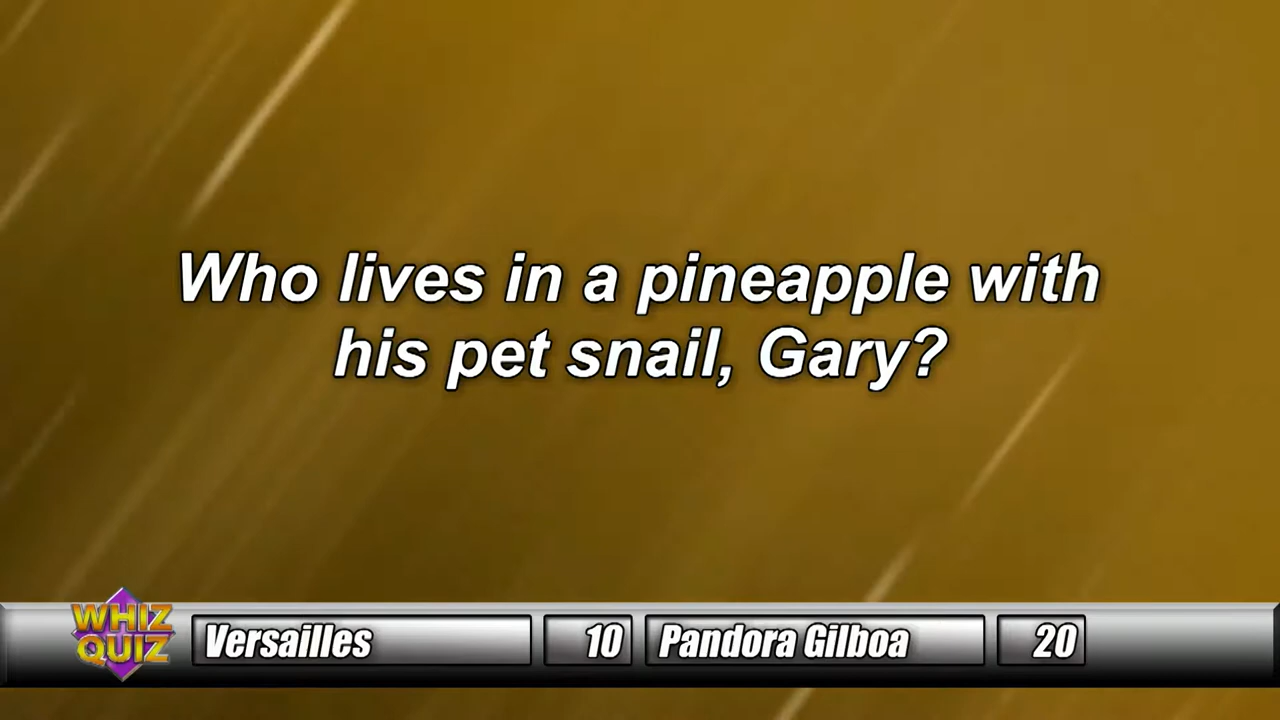 Who lives in a pineapple with
his pet snail, Gary?
WHIZ
QUIZ
Versailles 10 Pandora Gilboa 20